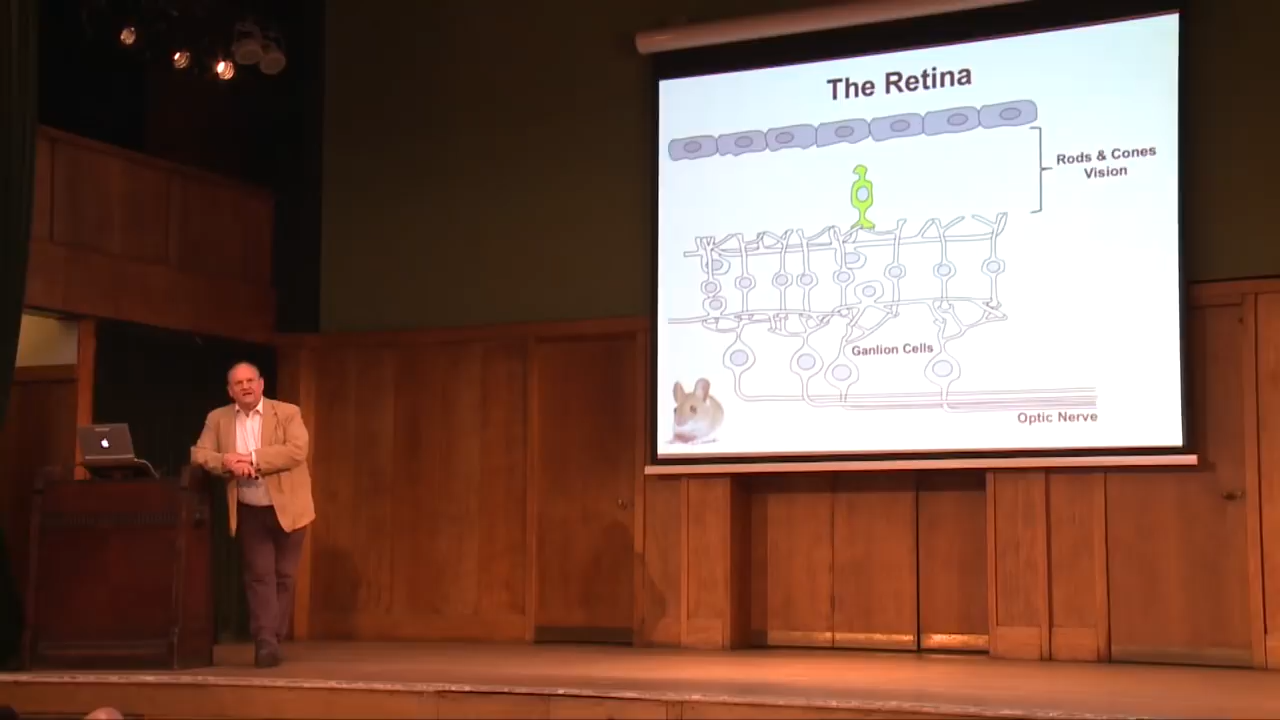 The Retina
Rods & Cones
Vision
Ganlion Cells
Optic Nerve